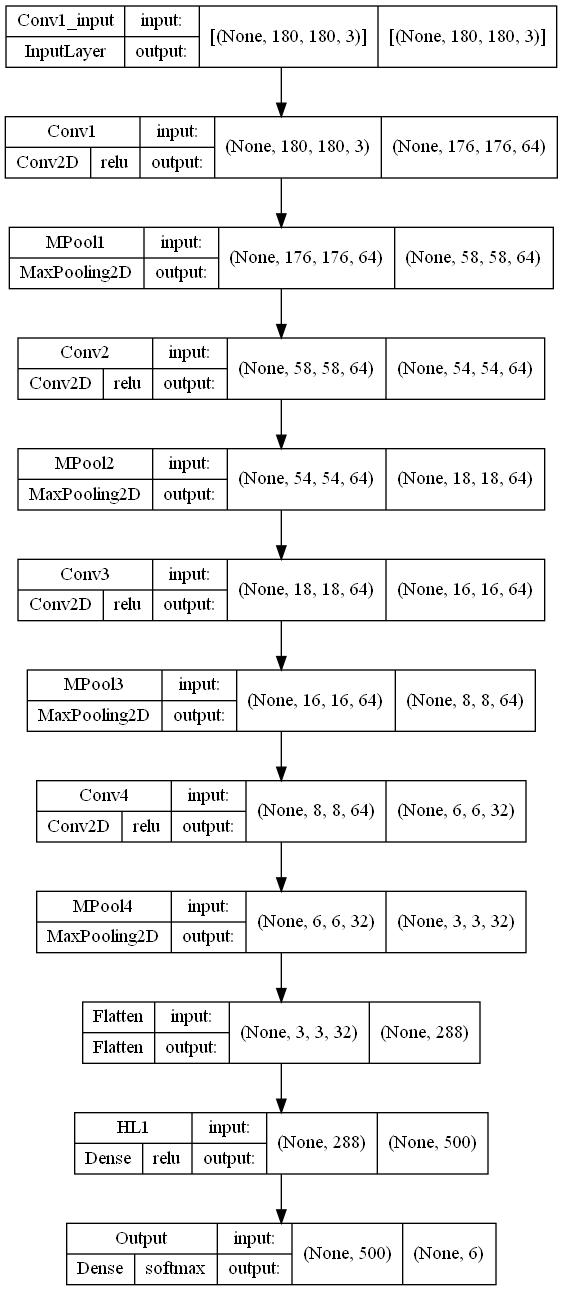 Conv1_input input: [(None, 180, 180, 3)] [(None, 180, 180, 3)]
InputLayer output:
Conv1 input: (None, 180, 180, 3) (None, 176, 176, 64)
Conv2D relu output:
MPool1 input: (None, 176, 176, 64) (None, 58, 58, 64)
MaxPooling2D output:
Conv2 input: (None, 58, 58, 64) (None, 54, 54, 64)
Conv2D relu output:
MPool2 input: (None, 54, 54, 64) (None, 18, 18, 64)
MaxPooling2D output:
Conv3 input: (None, 18, 18, 64) (None, 16, 16, 64)
Conv2D relu output:
MPool3 input: (None, 16, 16, 64) (None, 8, 8, 64)
MaxPooling2D output:
Conv4 input: (None, 8, 8, 64) (None, 6, 6, 32)
Conv2D relu output:
MPool4 input: (None, 6, 6, 32) (None, 3, 3, 32)
MaxPooling2D output:
Flatten input: (None, 3, 3, 32) (None, 288)
Flatten output:
HL1 input: (None, 288) (None, 500)
Dense relu output:
Output input: (None, 500) (None, 6)
Dense softmax output: